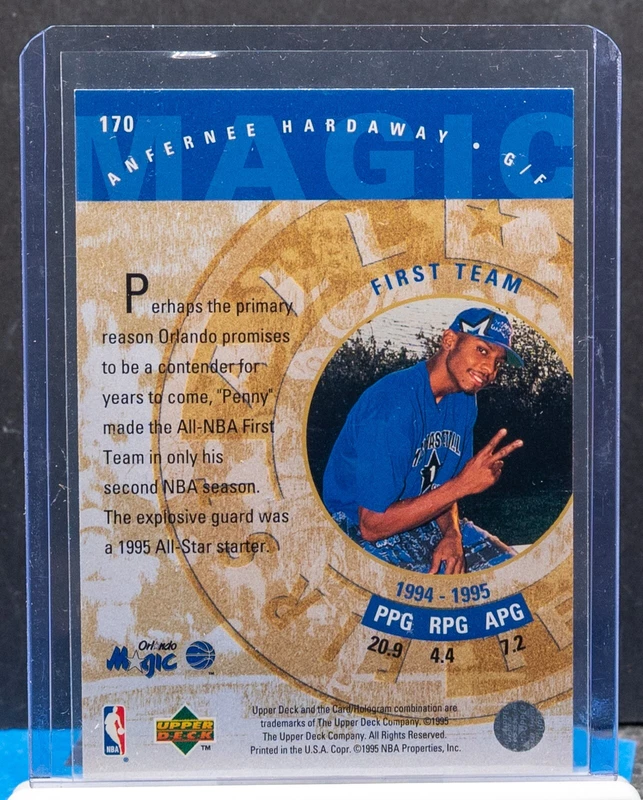 170
MAGIC
ANFERNEE HARDAWAY • G/F
FIRST TEAM
Perhaps the primary
reason Orlando promises
to be a contender for
years to come, "Penny"
made the All-NBA First
Team in only his
second NBA season.
The explosive guard was
a 1995 All-Star starter.
1994 - 1995
PPG RPG APG
20.9 4.4 7.2
Orlando
Magic
NBA
UPPER
DECK
TM
Upper Deck and the Card/Hologram combination are
trademarks of The Upper Deck Company. ©1995
The Upper Deck Company. All Rights Reserved.
Printed in the U.S.A. Copr. ©1995 NBA Properties, Inc.